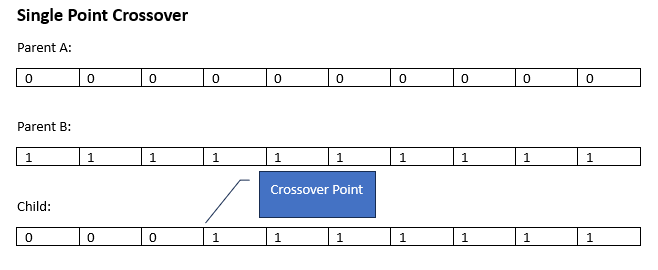 Single Point Crossover
Parent A:
0 0 0 0 0 0 0 0 0 0
Parent B:
1 1 1 1 1 1 1 1 1 1
Crossover Point
Child:
0 0 0 1 1 1 1 1 1 1